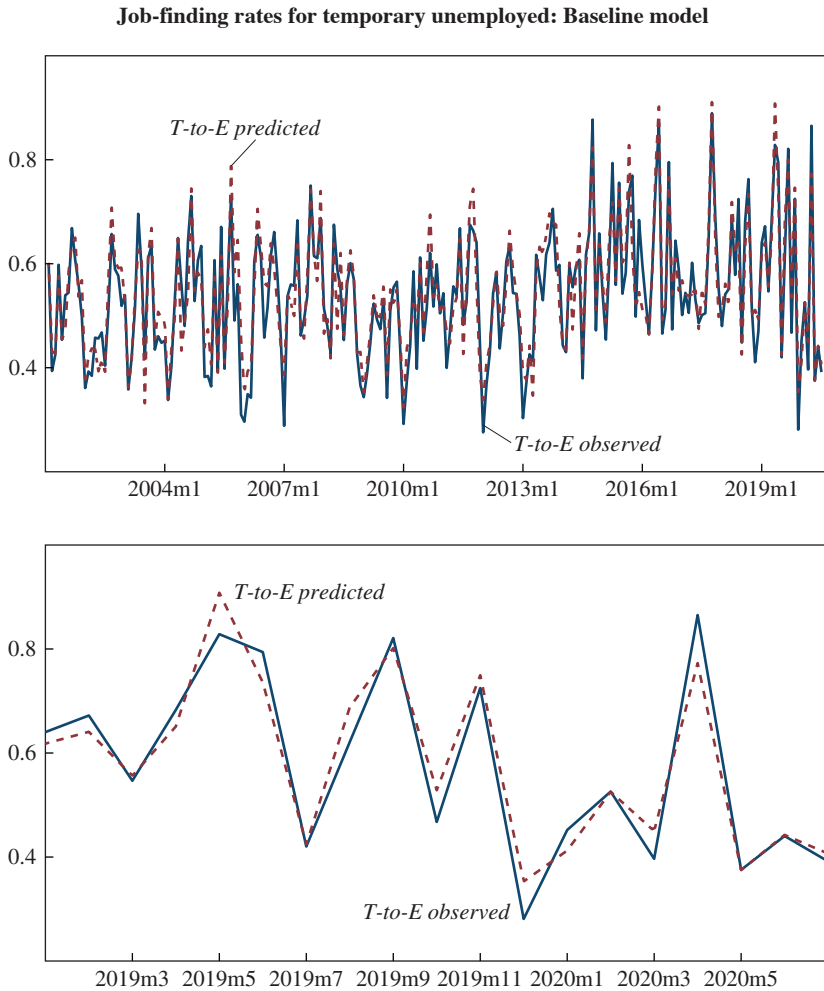 Job-finding rates for temporary unemployed: Baseline model
T-to-E predicted
0.8
0.6
0.4
T-to-E observed
2004m1 2007m1 2010m1 2013m1 2016m1 2019m1
T-to-E predicted
0.8
0.6
0.4
T-to-E observed
2019m3 2019m5 2019m7 2019m9 2019m11 2020m1 2020m3 2020m5